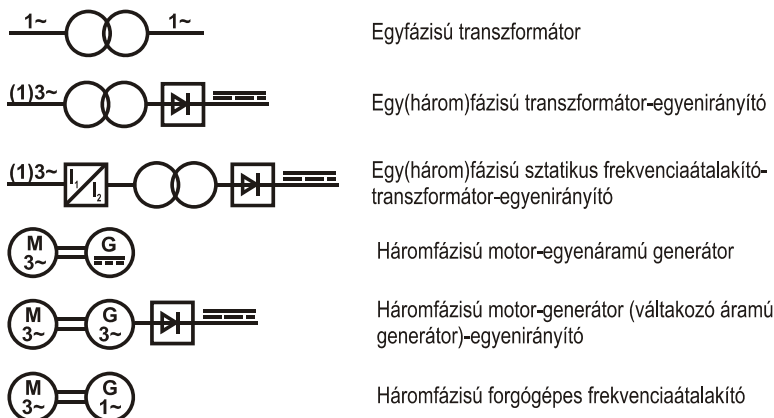 1~ 1~ Egyfázisú transzformátor
(1)3~ Egy(három)fázisú transzformátor-egyenirányító
(1)3~ I1 I2 Egy(három)fázisú sztatikus frekvenciaátalakító-
transzformátor-egyenirányító
M 3~ G Háromfázisú motor-egyenáramú generátor
M 3~ G 3~ Háromfázisú motor-generátor (váltakozó áramú
generátor)-egyenirányító
M 3~ G 1~ Háromfázisú forgógépes frekvenciaátalakító